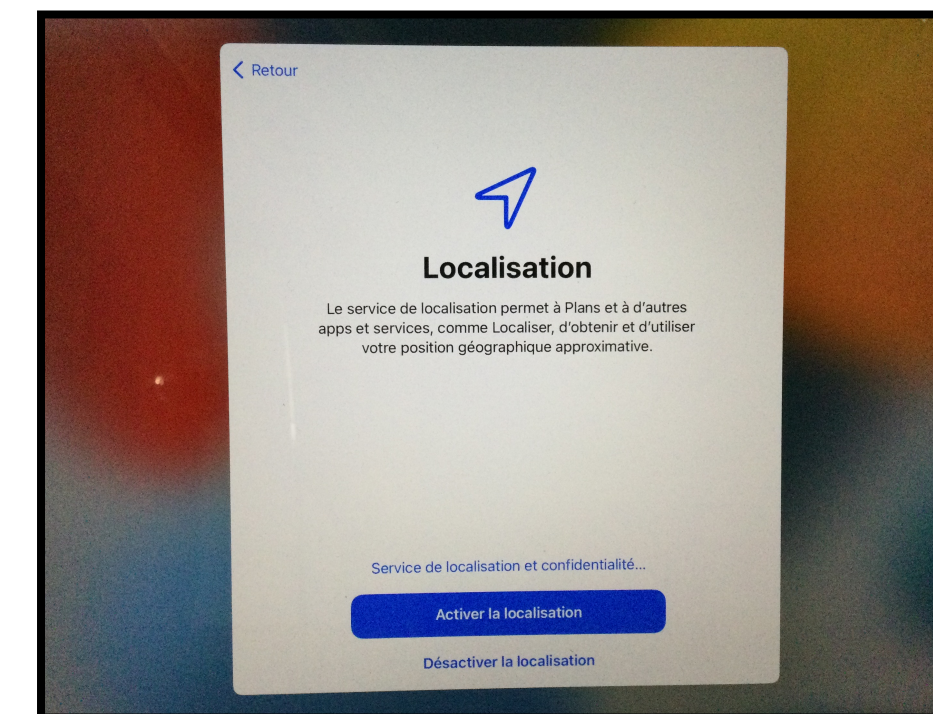 Retour
Localisation
Le service de localisation permet à Plans et à d'autres
apps et services, comme Localiser, d'obtenir et d'utiliser
votre position géographique approximative.
Service de localisation et confidentialité...
Activer la localisation
Désactiver la localisation